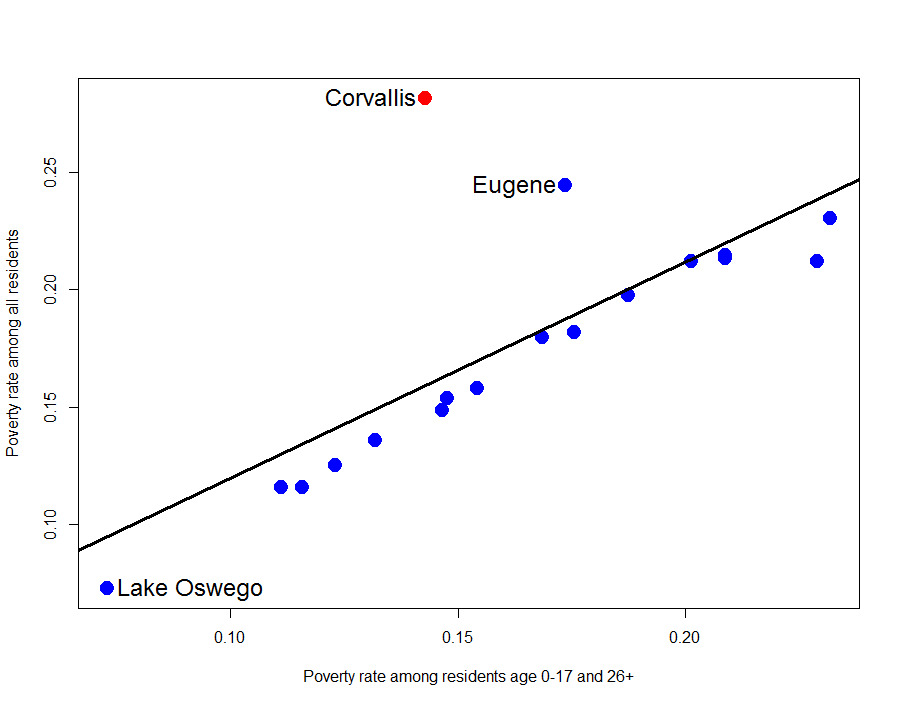 Corvallis
Eugene
Lake Oswego
Poverty rate among all residents
0.25
0.20
0.15
0.10
0.10 0.15 0.20
Poverty rate among residents age 0-17 and 26+